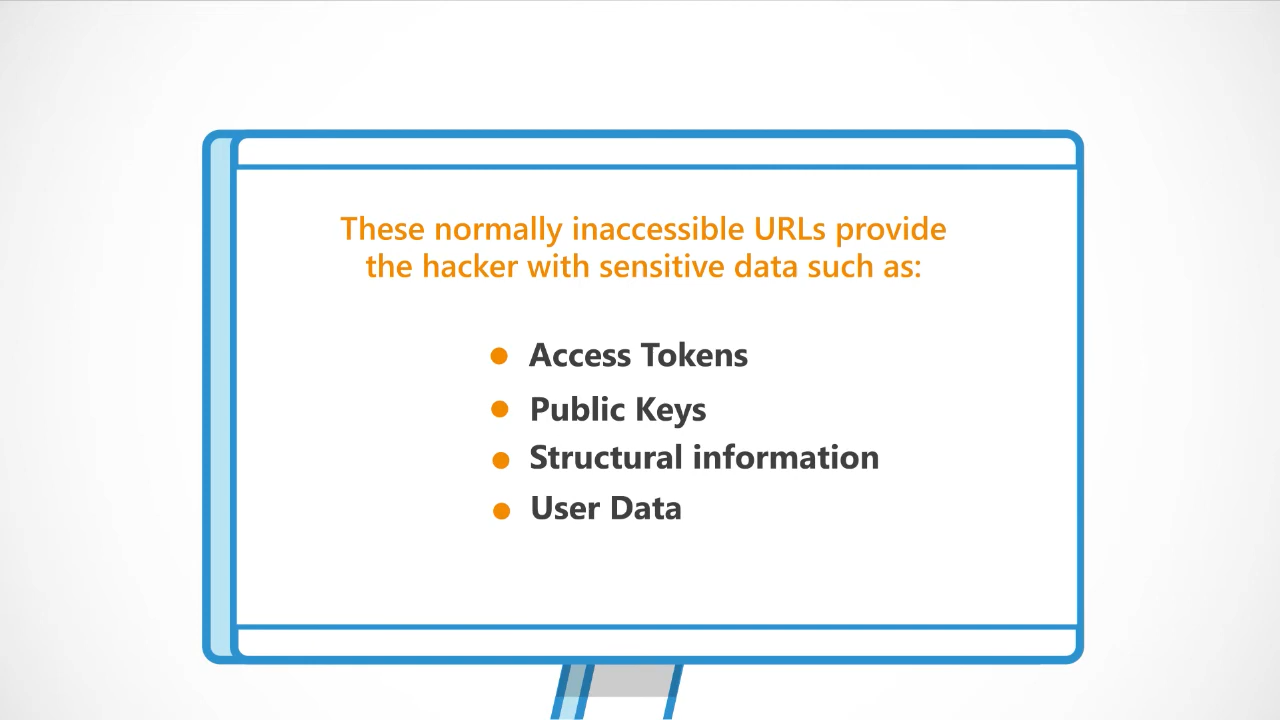 These normally inaccessible URLs provide
the hacker with sensitive data such as:
Access Tokens
Public Keys
Structural information
User Data